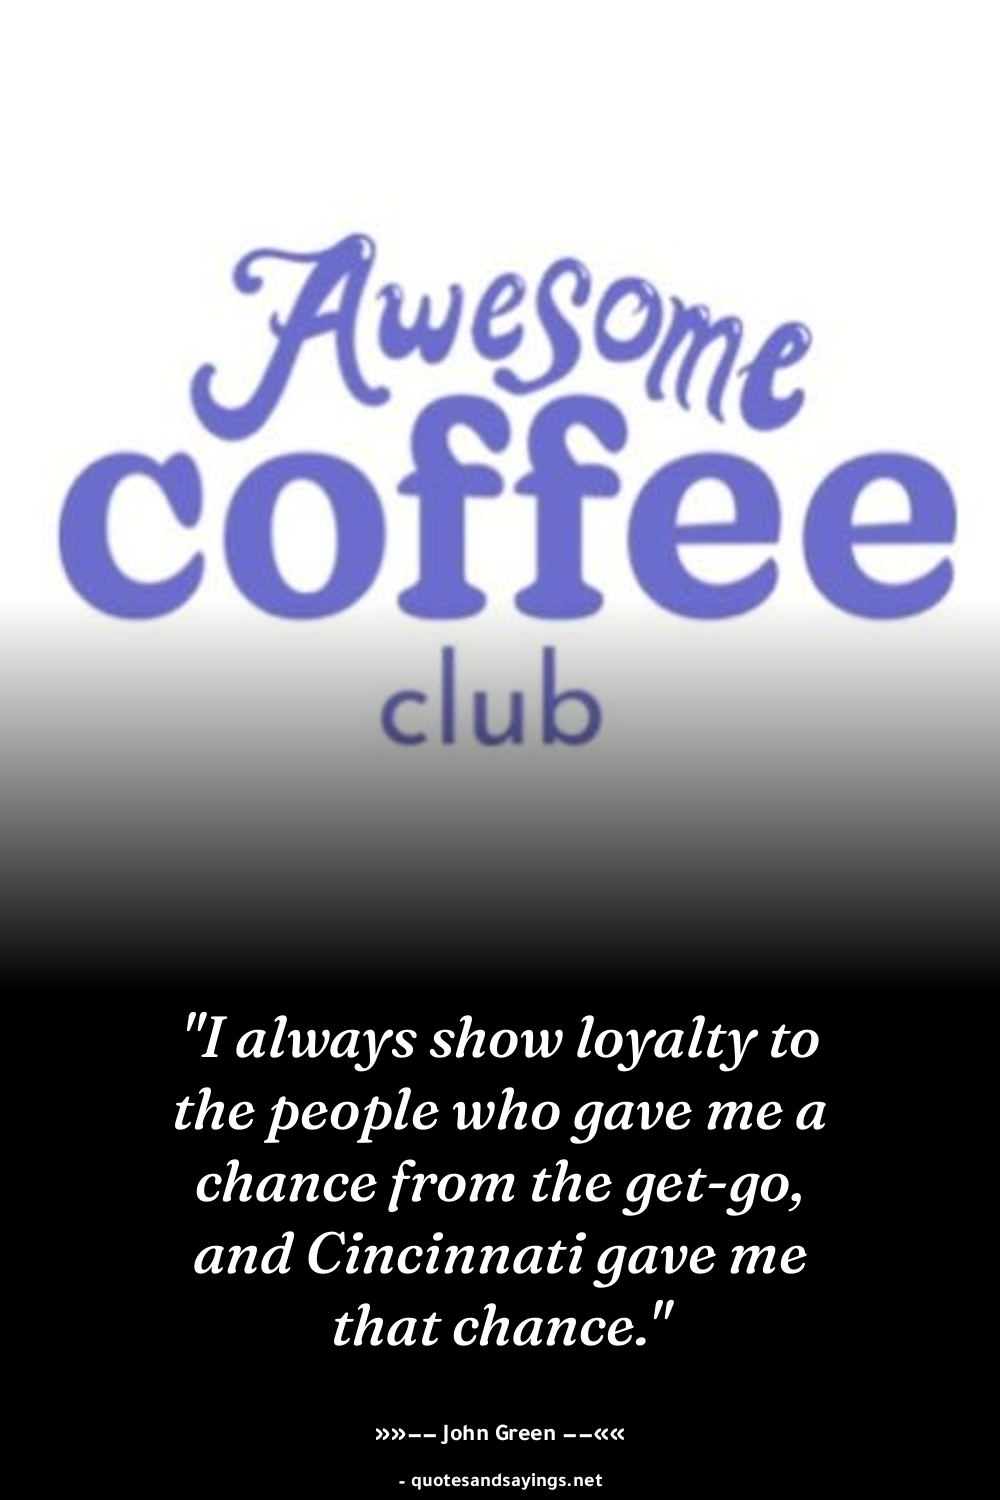 Awesome
coffee
club
"I always show loyalty to
the people who gave me a
chance from the get-go,
and Cincinnati gave me
that chance."
»»–– John Green ––««
- quotesandsayings.net